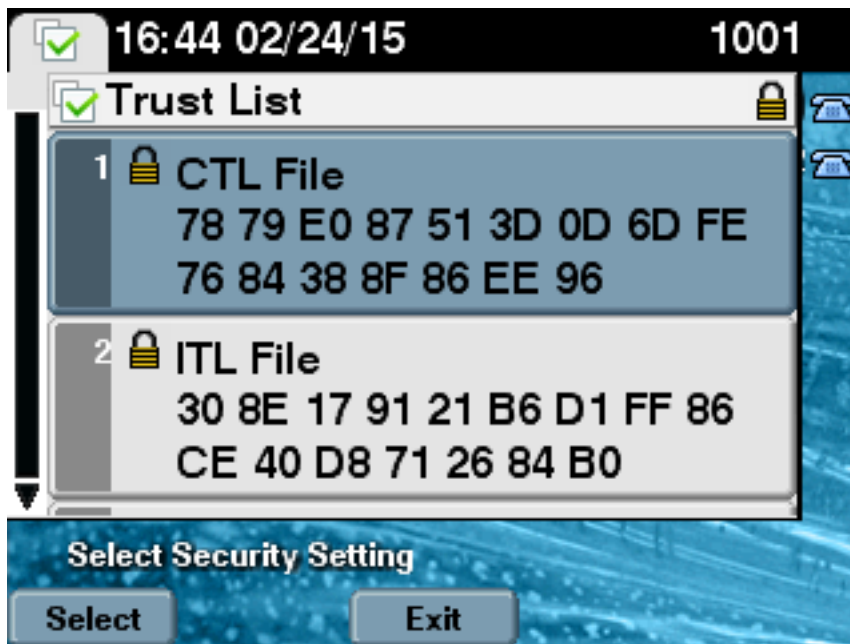 16:44 02/24/15 1001
Trust List
1 CTL File
78 79 E0 87 51 3D 0D 6D FE
76 84 38 8F 86 EE 96
2 ITL File
30 8E 17 91 21 B6 D1 FF 86
CE 40 D8 71 26 84 B0
Select Security Setting
Select Exit